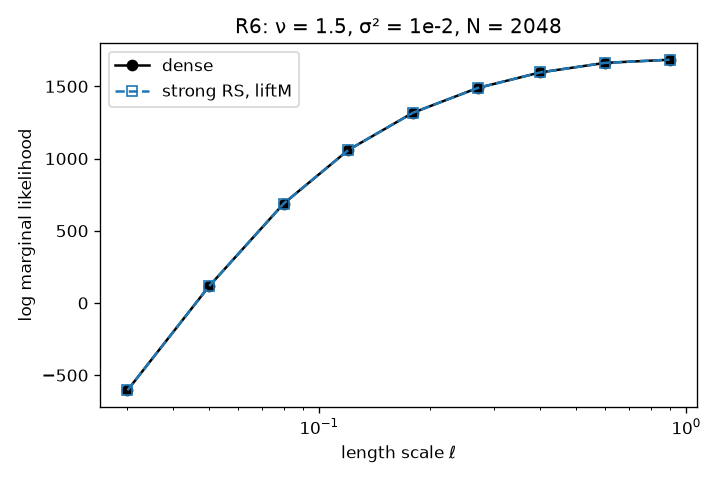 R6: ν = 1.5, σ² = 1e-2, N = 2048
dense
strong RS, liftM
log marginal likelihood
1500
1000
500
0
−500
10⁻¹
10⁰
length scale ℓ